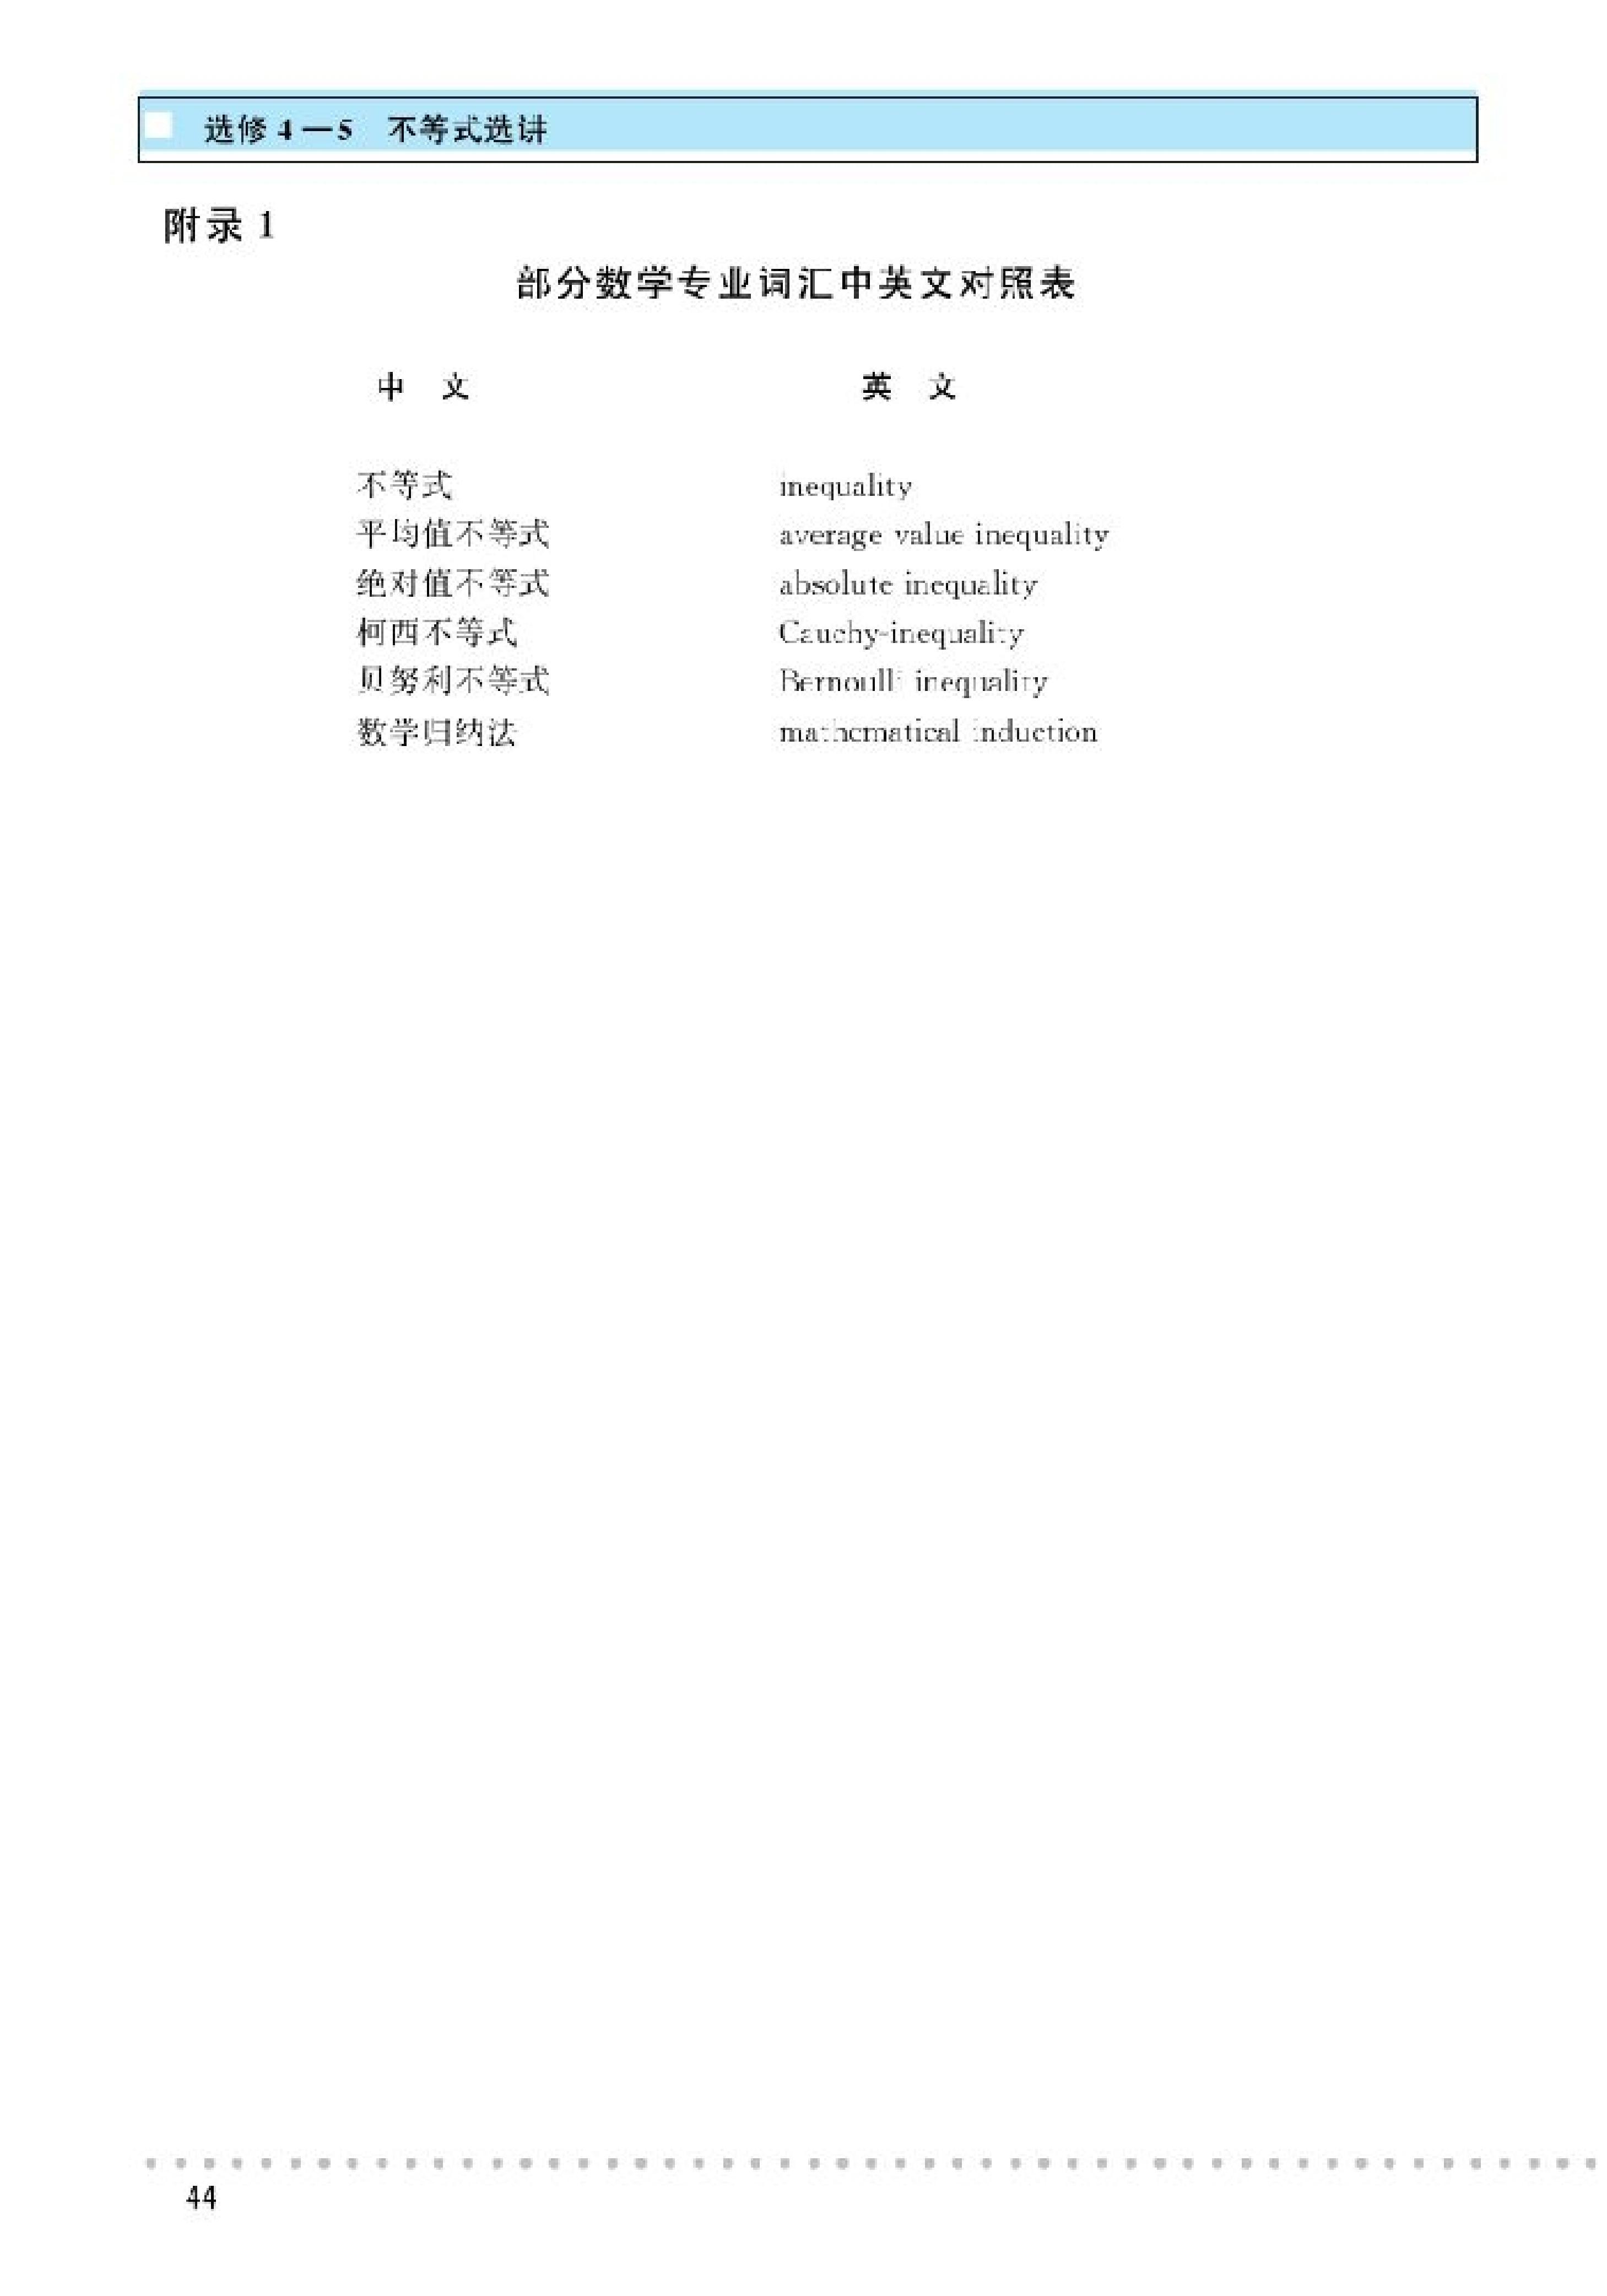 选修 4—5 不等式选讲
附录 1
部分数学专业词汇中英文对照表
中 文 英 文
不等式 inequality
平均值不等式 average value inequality
绝对值不等式 absolute inequality
柯西不等式 Cauchy-inequality
贝努利不等式 Bernoulli inequality
数学归纳法 mathematical induction
44